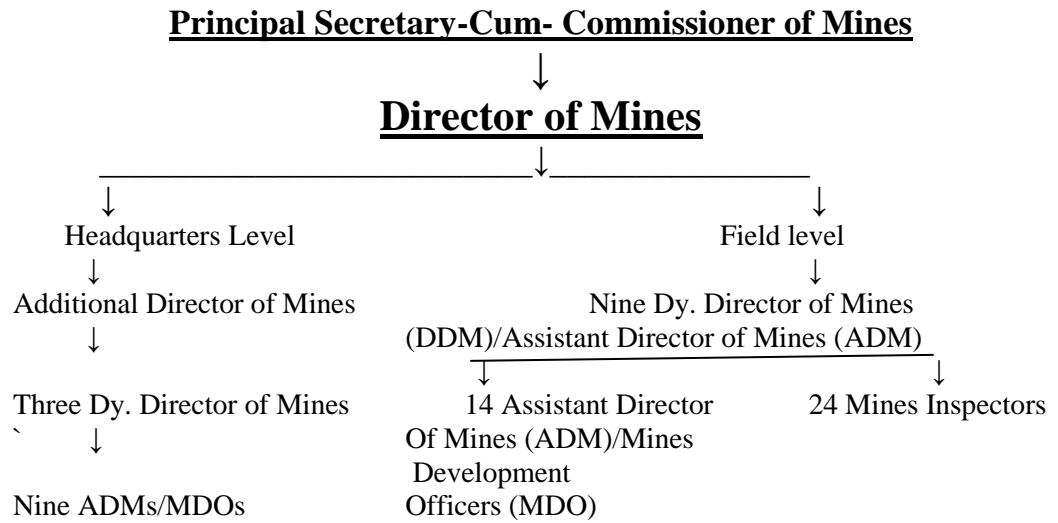 Principal Secretary-Cum- Commissioner of Mines
Director of Mines
Headquarters Level
Field level
Additional Director of Mines
Nine Dy. Director of Mines
(DDM)/Assistant Director of Mines (ADM)
Three Dy. Director of Mines
14 Assistant Director
24 Mines Inspectors
`
Of Mines (ADM)/Mines
Development
Nine ADMs/MDOs
Officers (MDO)